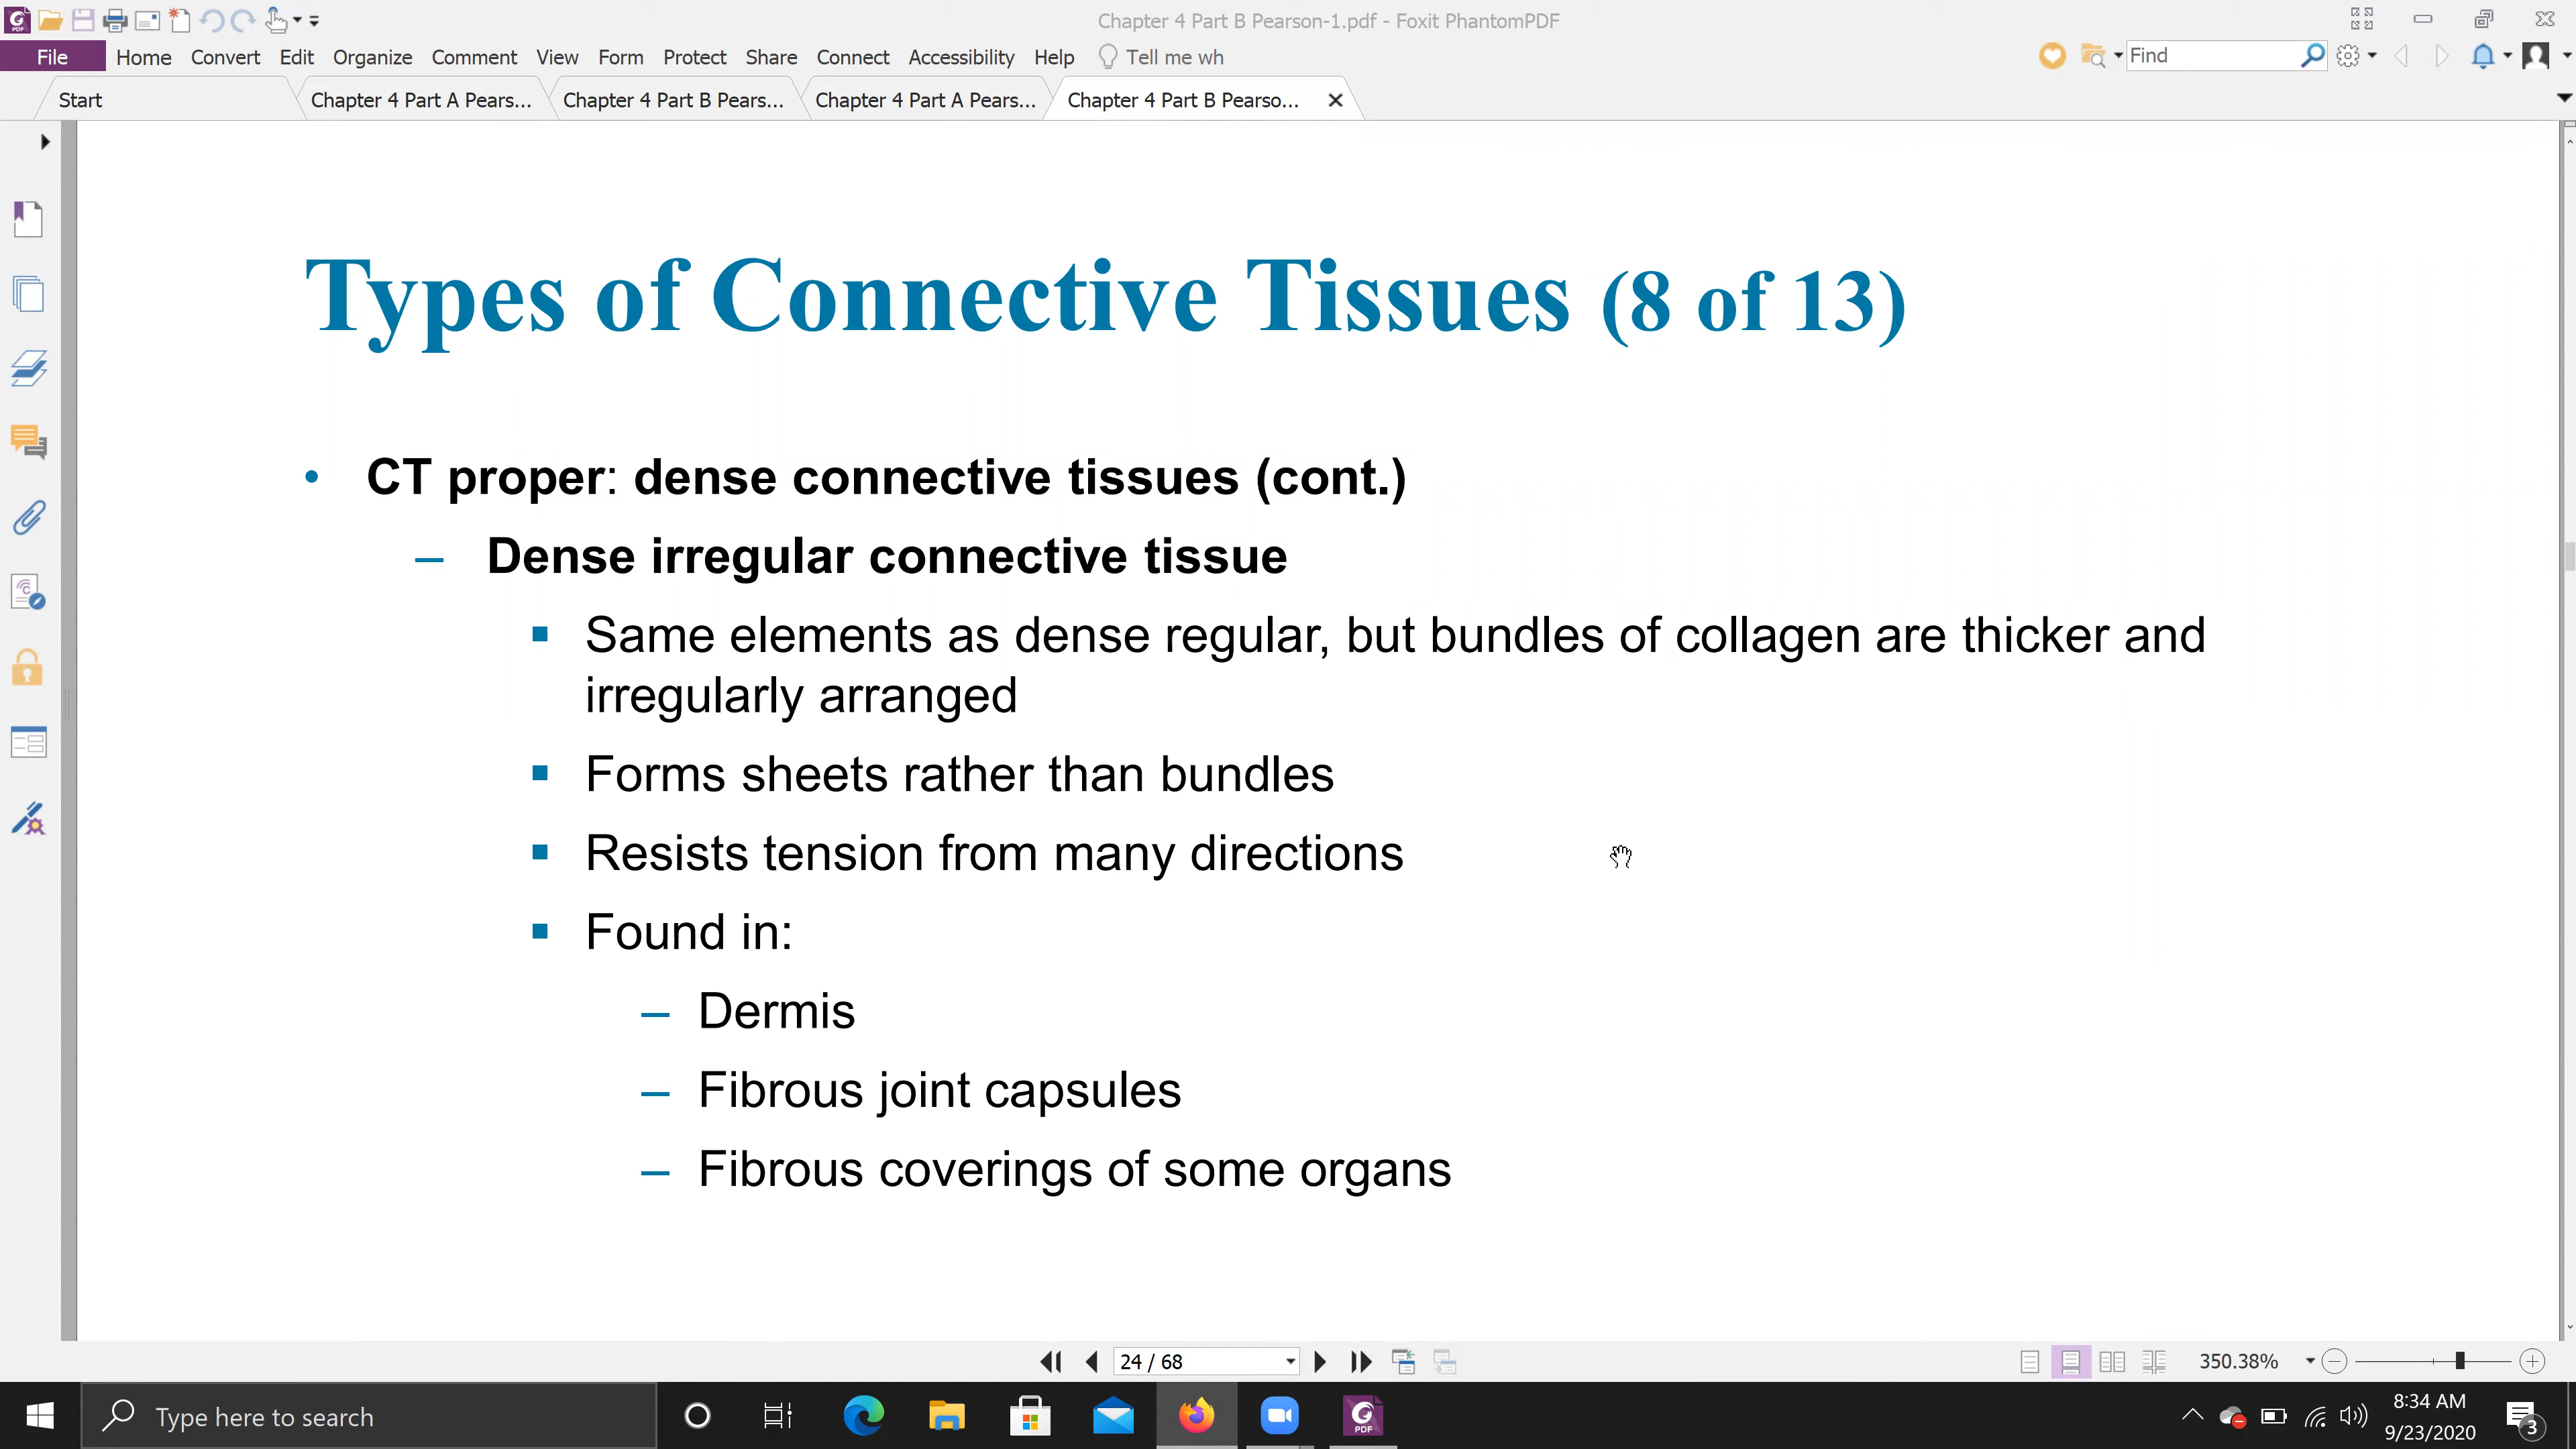 Chapter 4 Part B Pearson-1.pdf - Foxit PhantomPDF
File Home Convert Edit Organize Comment View Form Protect Share Connect Accessibility Help Tell me wh Find
Start Chapter 4 Part A Pears... Chapter 4 Part B Pears... Chapter 4 Part A Pears... Chapter 4 Part B Pearso...
Types of Connective Tissues (8 of 13)
• CT proper: dense connective tissues (cont.)
– Dense irregular connective tissue
▪ Same elements as dense regular, but bundles of collagen are thicker and
irregularly arranged
▪ Forms sheets rather than bundles
▪ Resists tension from many directions
▪ Found in:
– Dermis
– Fibrous joint capsules
– Fibrous coverings of some organs
24 / 68 350.38%
Type here to search
PDF
8:34 AM
9/23/2020
3